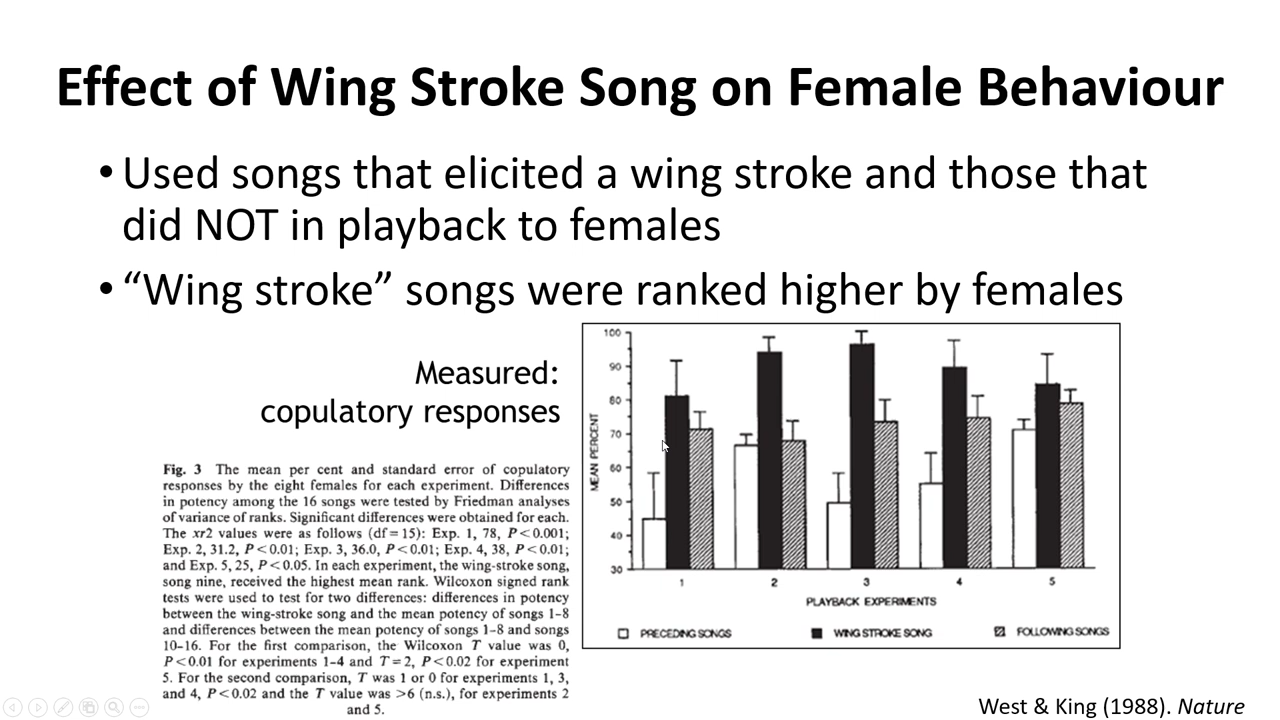 Effect of Wing Stroke Song on Female Behaviour
• Used songs that elicited a wing stroke and those that
did NOT in playback to females
• “Wing stroke” songs were ranked higher by females
Measured:
copulatory responses
Fig. 3 The mean per cent and standard error of copulatory
responses by the eight females for each experiment. Differences
in potency among the 16 songs were tested by Friedman analyses
of variance of ranks. Significant differences were obtained for each.
The xr2 values were as follows (df=15): Exp. 1, 78, P<0.001;
Exp. 2, 31.2, P<0.01; Exp. 3, 36.0, P<0.01; Exp. 4, 38, P<0.01;
and Exp. 5, 25, P<0.05. In each experiment, the wing-stroke song,
song nine, received the highest mean rank. Wilcoxon signed rank
tests were used to test for two differences: differences in potency
between the wing-stroke song and the mean potency of songs 1–8
and differences between the mean potency of songs 1–8 and songs
10–16. For the first comparison, the Wilcoxon T value was 0,
P<0.01 for experiments 1–4 and T=2, P<0.02 for experiment
5. For the second comparison, T was 1 or 0 for experiments 1, 3,
and 4, P<0.02 and the T value was >6 (n.s.), for experiments 2
and 5.
MEAN PERCENT
100
90
80
70
60
50
40
30
1 2 3 4 5
PLAYBACK EXPERIMENTS
PRECEDING SONGS WING STROKE SONG FOLLOWING SONGS
West & King (1988). Nature